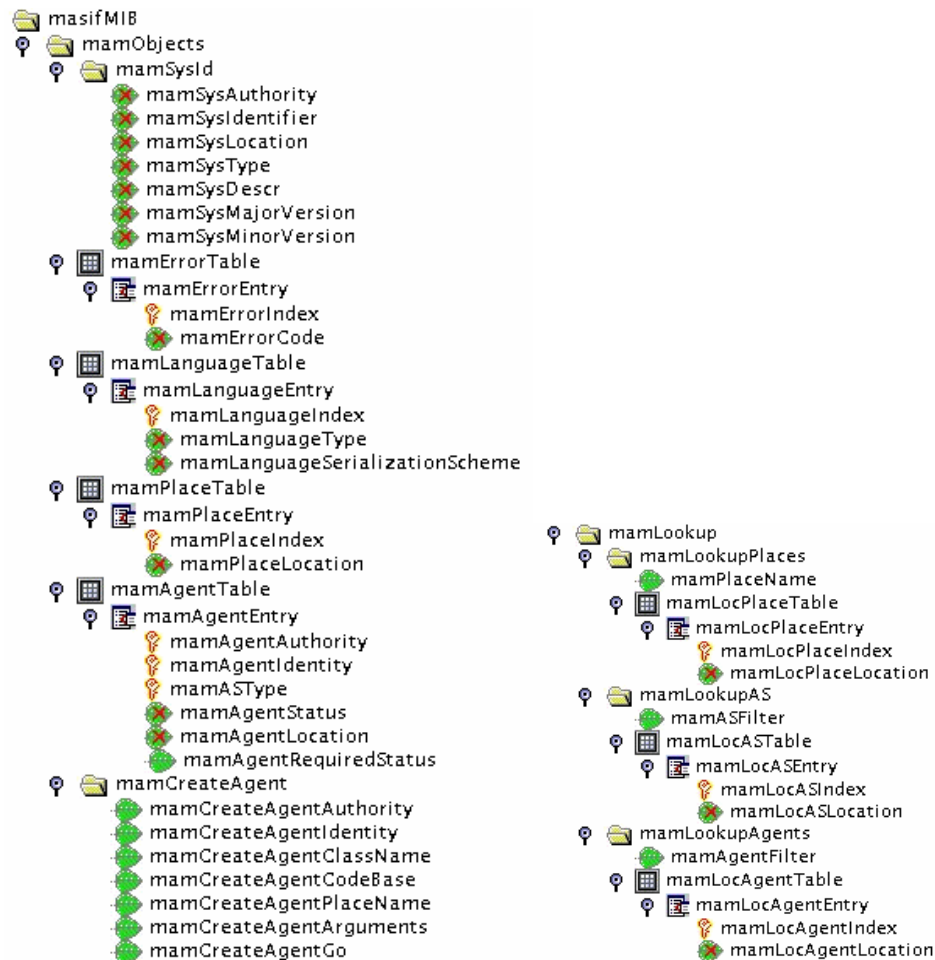 masifMIB
mamObjects
mamSysId
mamSysAuthority
mamSysIdentifier
mamSysLocation
mamSysType
mamSysDescr
mamSysMajorVersion
mamSysMinorVersion
mamErrorTable
mamErrorEntry
mamErrorIndex
mamErrorCode
mamLanguageTable
mamLanguageEntry
mamLanguageIndex
mamLanguageType
mamLanguageSerializationScheme
mamPlaceTable
mamPlaceEntry
mamPlaceIndex
mamPlaceLocation
mamAgentTable
mamAgentEntry
mamAgentAuthority
mamAgentIdentity
mamASType
mamAgentStatus
mamAgentLocation
mamAgentRequiredStatus
mamCreateAgent
mamCreateAgentAuthority
mamCreateAgentIdentity
mamCreateAgentClassName
mamCreateAgentCodeBase
mamCreateAgentPlaceName
mamCreateAgentArguments
mamCreateAgentGo
mamLookup
mamLookupPlaces
mamPlaceName
mamLocPlaceTable
mamLocPlaceEntry
mamLocPlaceIndex
mamLocPlaceLocation
mamLookupAS
mamASFilter
mamLocASTable
mamLocASEntry
mamLocASIndex
mamLocASLocation
mamLookupAgents
mamAgentFilter
mamLocAgentTable
mamLocAgentEntry
mamLocAgentIndex
mamLocAgentLocation